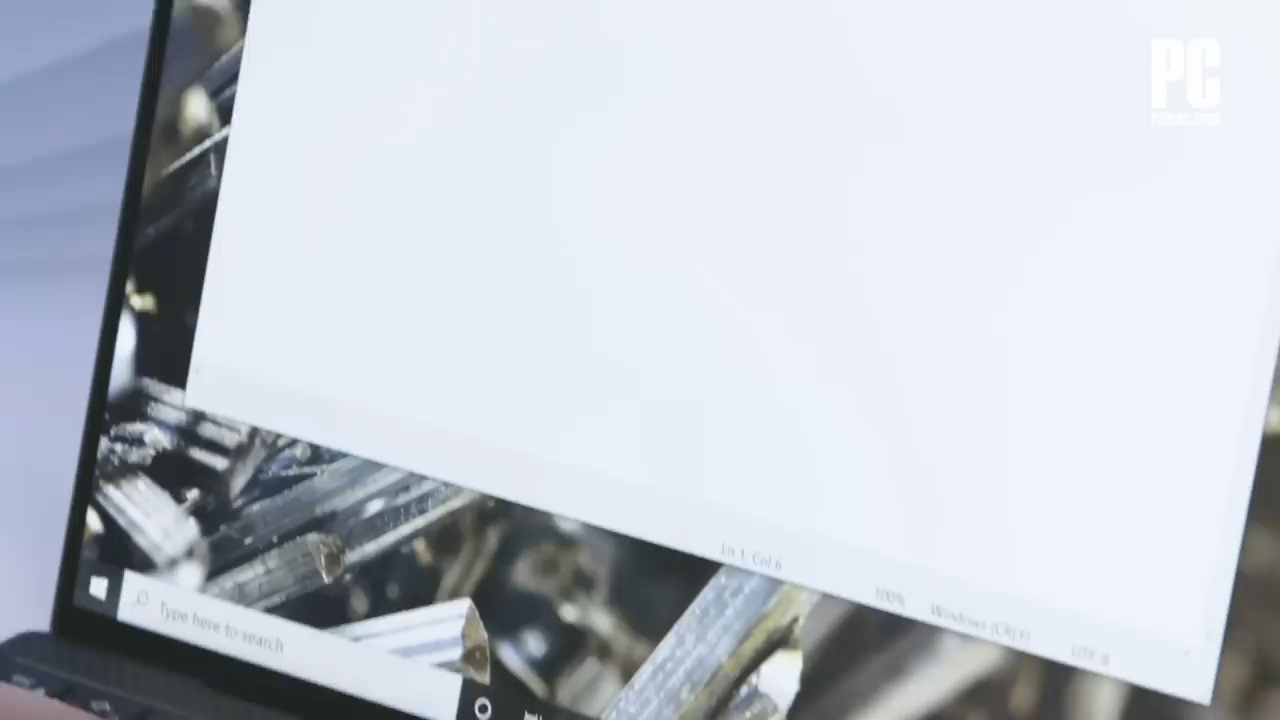 PC
Ln 1, Col 6
100%
Windows (CRLF)
UTF-8
Type here to search